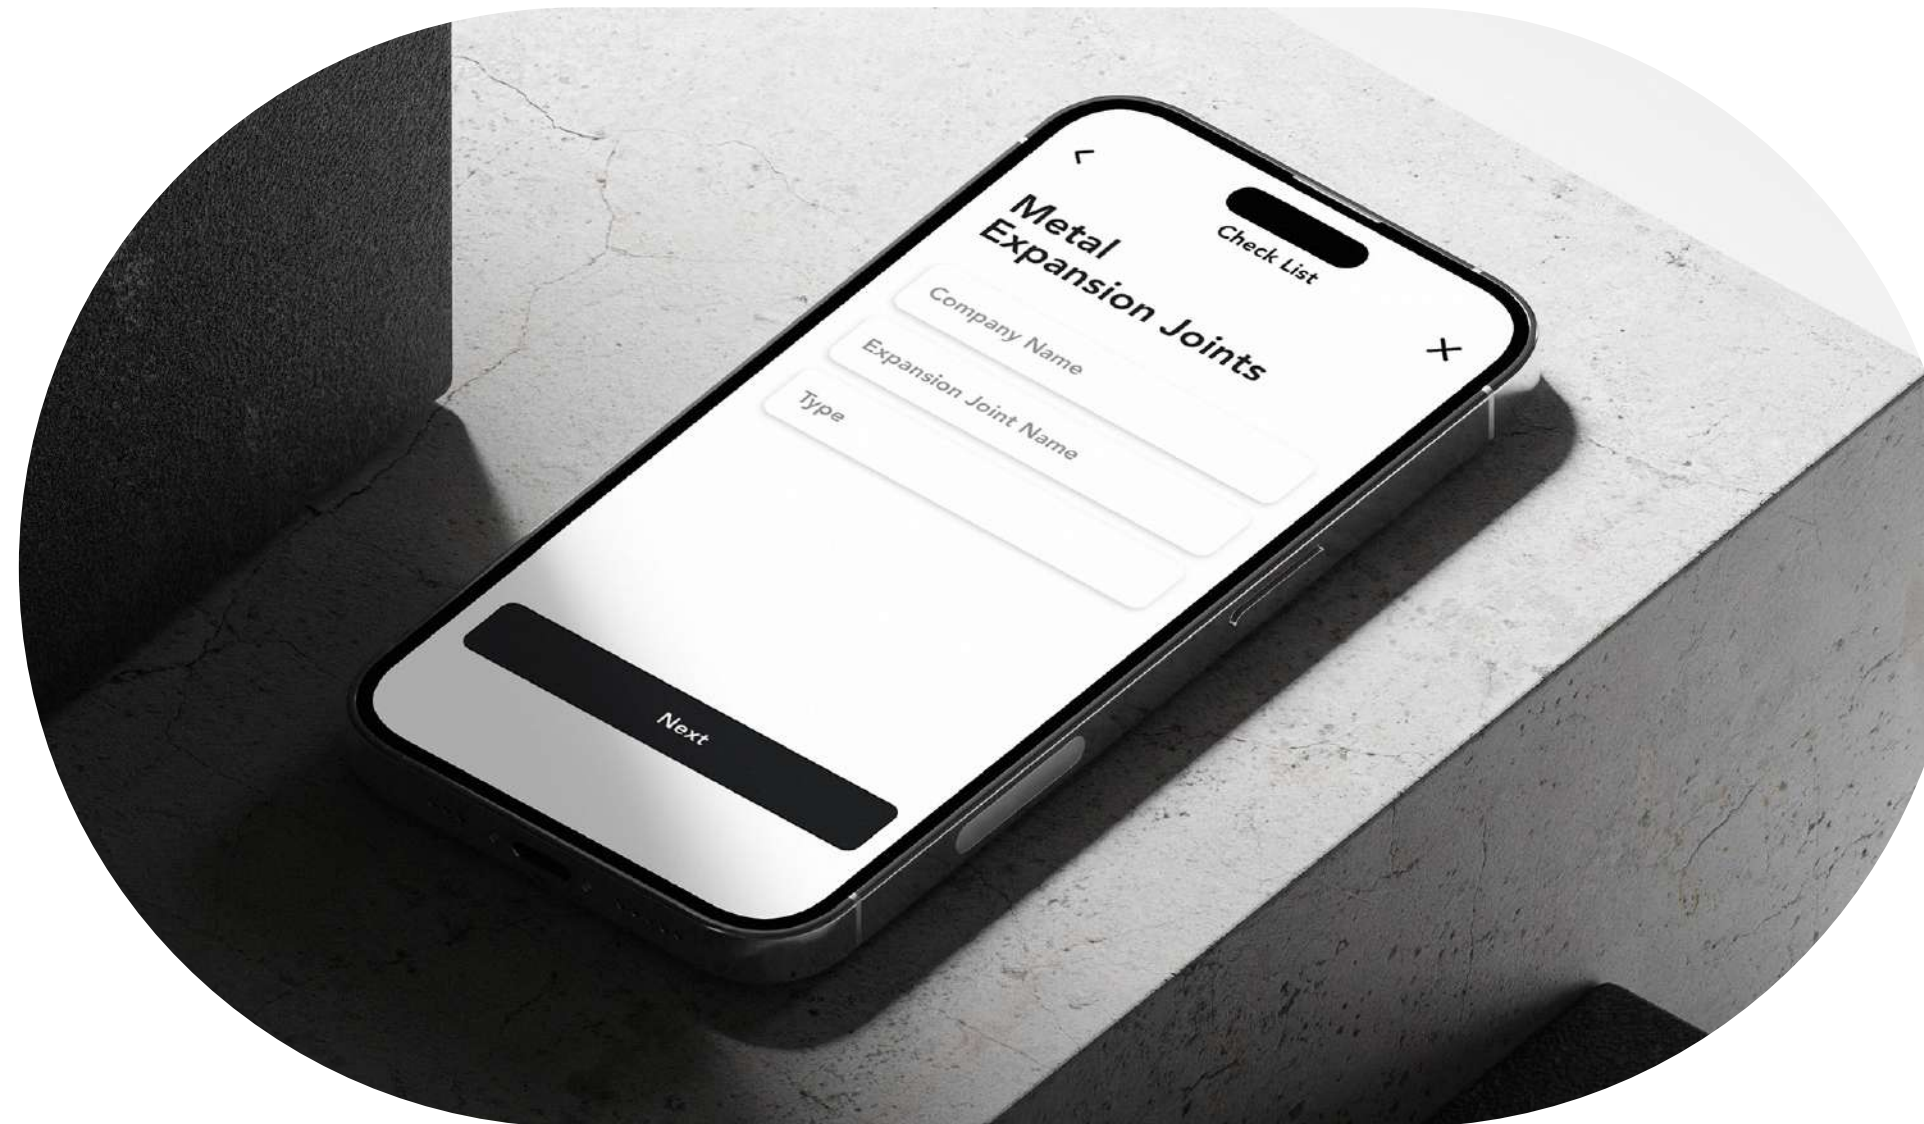 Check List
Metal
Expansion Joints
Company Name
Expansion Joint Name
Type
Next